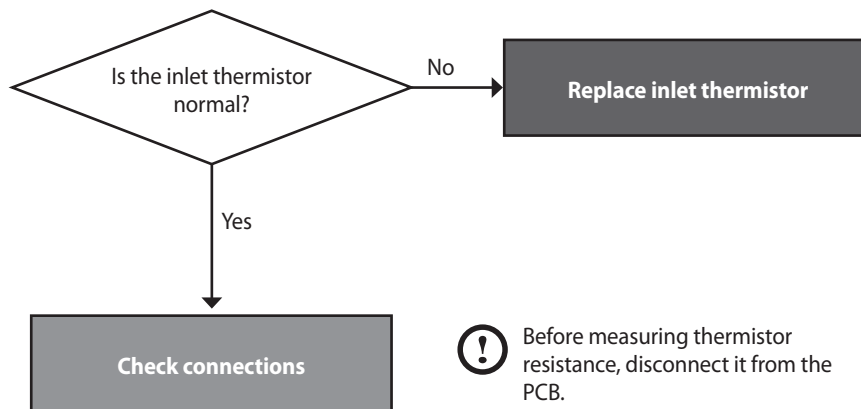 Is the inlet thermistor
normal?
No
Replace inlet thermistor
Yes
Check connections
Before measuring thermistor
resistance, disconnect it from the
PCB.